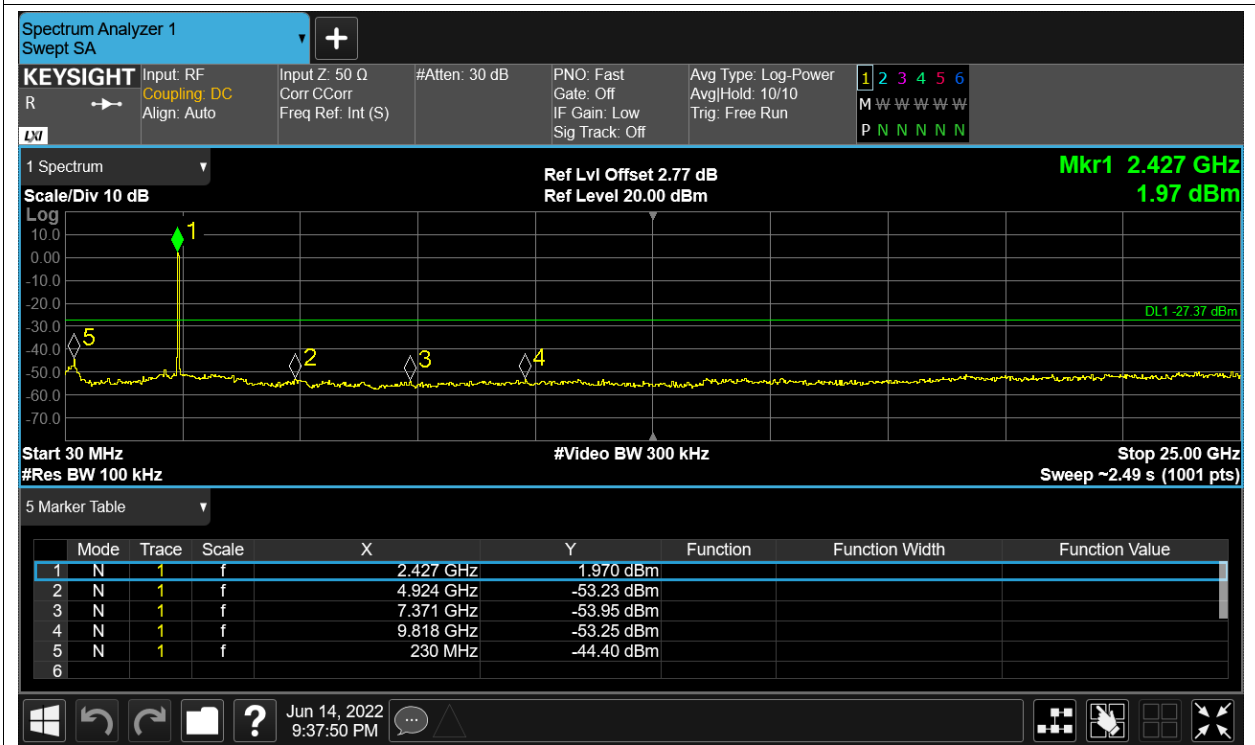 Spectrum Analyzer 1
Swept SA
+
KEYSIGHT Input: RF Input Z: 50 Ω #Atten: 30 dB PNO: Fast Avg Type: Log-Power 1 2 3 4 5 6
R Coupling: DC Corr CCorr Gate: Off Avg|Hold: 10/10 M W W W W W
Align: Auto Freq Ref: Int (S) IF Gain: Low Trig: Free Run
LXI Sig Track: Off P N N N N N
1 Spectrum Ref Lvl Offset 2.77 dB Mkr1 2.427 GHz
Scale/Div 10 dB Ref Level 20.00 dBm 1.97 dBm
Log
10.0 1
0.00
-10.0
-20.0
DL1 -27.37 dBm
-30.0
5
-40.0 2 3 4
-50.0
-60.0
-70.0
Start 30 MHz #Video BW 300 kHz Stop 25.00 GHz
#Res BW 100 kHz Sweep ~2.49 s (1001 pts)
5 Marker Table
Mode Trace Scale X Y Function Function Width Function Value
1 N 1 f 2.427 GHz 1.970 dBm
2 N 1 f 4.924 GHz -53.23 dBm
3 N 1 f 7.371 GHz -53.95 dBm
4 N 1 f 9.818 GHz -53.25 dBm
5 N 1 f 230 MHz -44.40 dBm
6
? Jun 14, 2022
9:37:50 PM